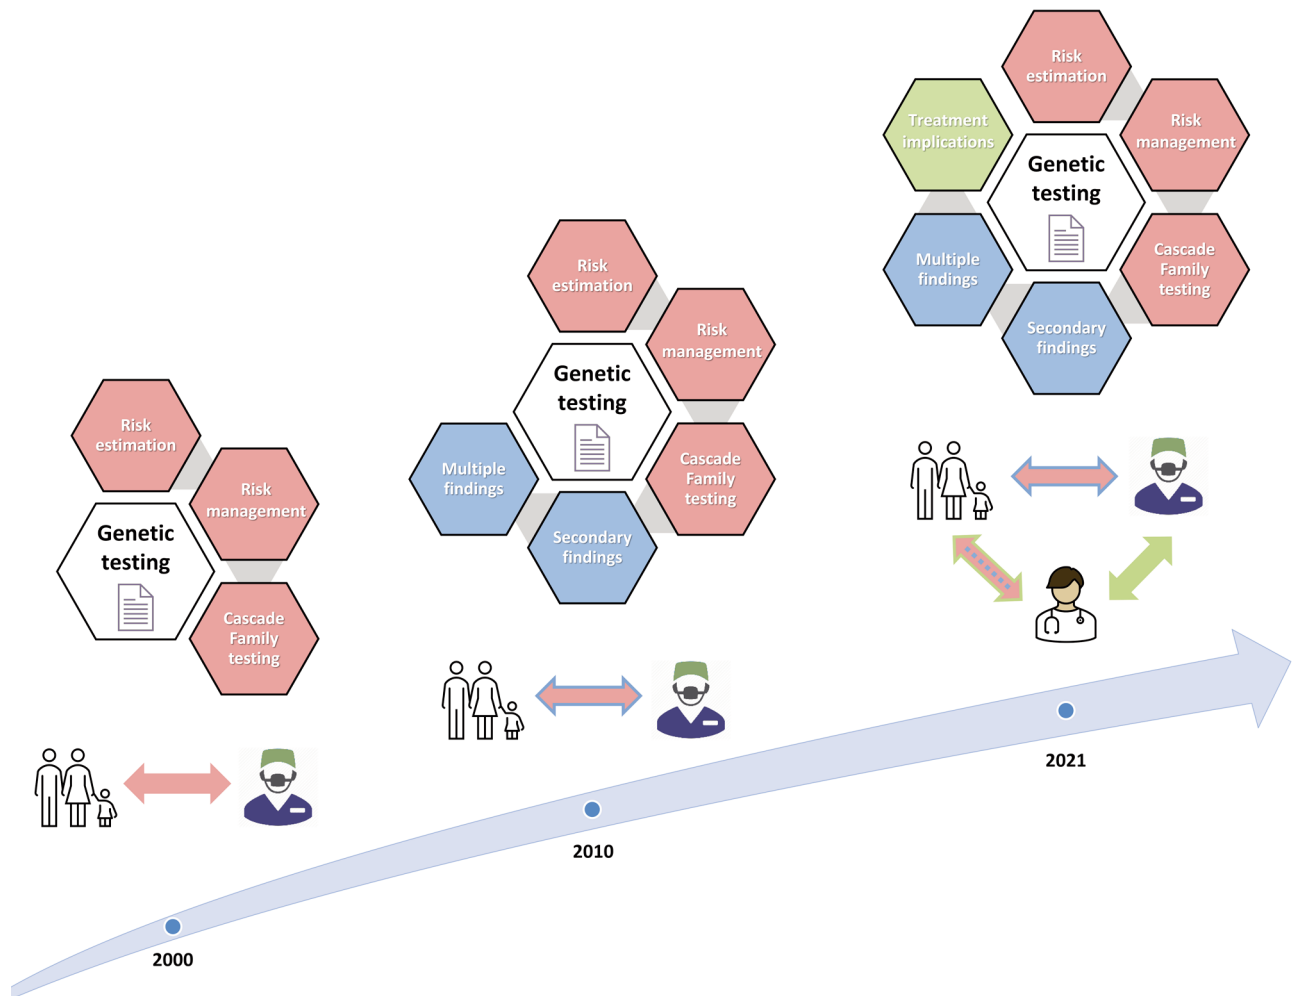 Risk
estimation
Risk
management
Genetic
testing
Cascade
Family
testing
2000
Risk
estimation
Risk
management
Genetic
testing
Cascade
Family
testing
Secondary
findings
Multiple
findings
2010
Risk
estimation
Risk
management
Genetic
testing
Cascade
Family
testing
Secondary
findings
Multiple
findings
Treatment
implications
2021